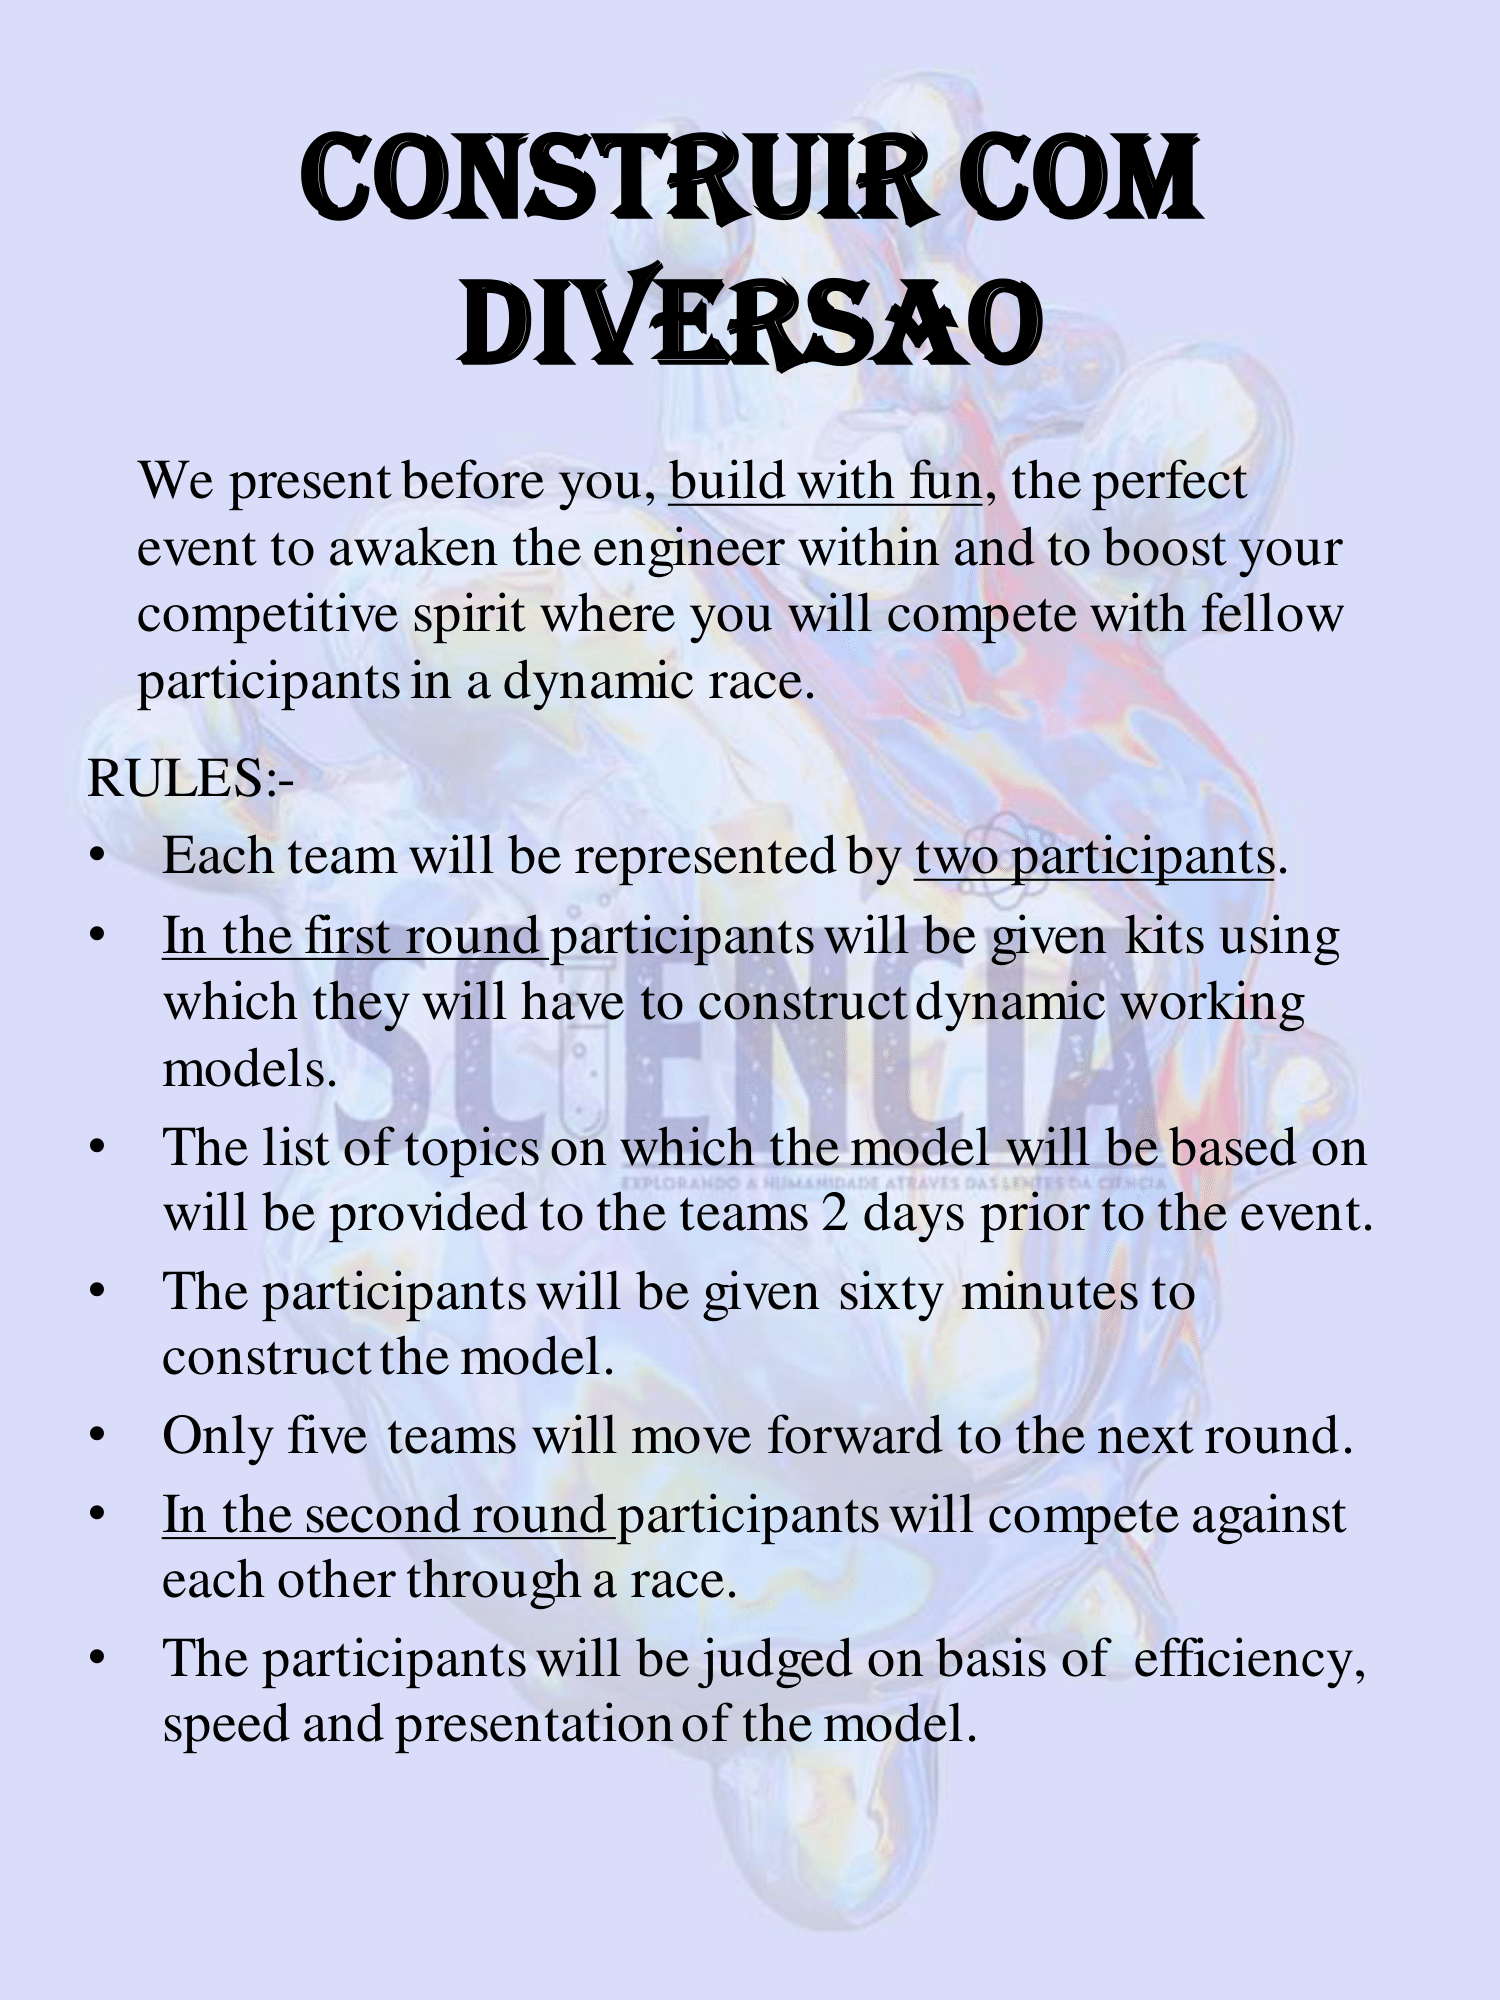 CONSTRUIR COM
DIVERSAO
We present before you, build with fun, the perfect
event to awaken the engineer within and to boost your
competitive spirit where you will compete with fellow
participants in a dynamic race.
RULES:-
• Each team will be represented by two participants.
• In the first round participants will be given kits using
which they will have to construct dynamic working
models.
• The list of topics on which the model will be based on
will be provided to the teams 2 days prior to the event.
• The participants will be given sixty minutes to
construct the model.
• Only five teams will move forward to the next round.
• In the second round participants will compete against
each other through a race.
• The participants will be judged on basis of efficiency,
speed and presentation of the model.
SCIENCIA
EXPLORANDO A HUMANIDADE ATRAVES DAS LENTES DA CIENCIA